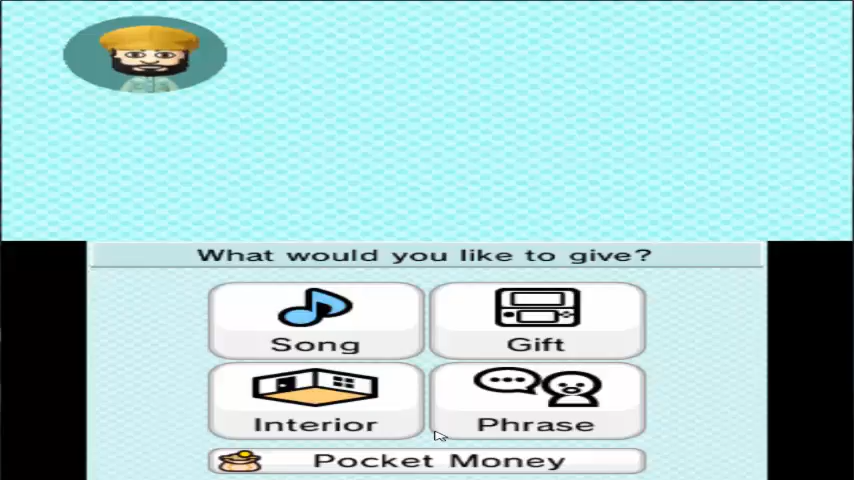 What would you like to give?
Song
Gift
Interior
Phrase
Pocket Money